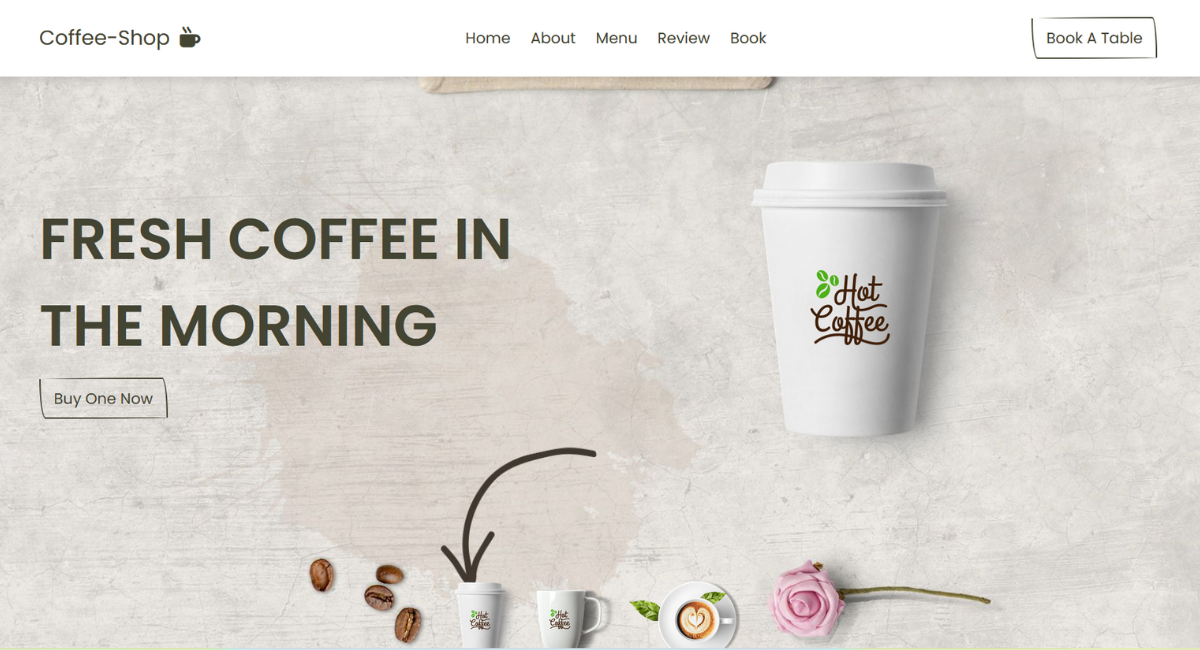 Coffee-Shop
Home About Menu Review Book
Book A Table
FRESH COFFEE IN
THE MORNING
Buy One Now
Hot
Coffee
Hot
Coffee
Hot
Coffee